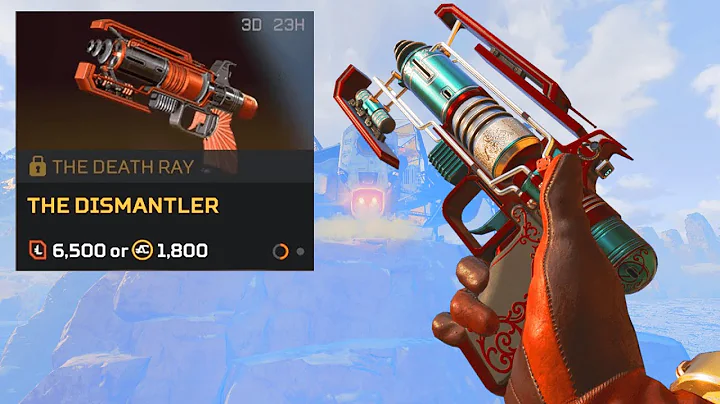 3D 23H
THE DEATH RAY
THE DISMANTLER
6,500 or 1,800